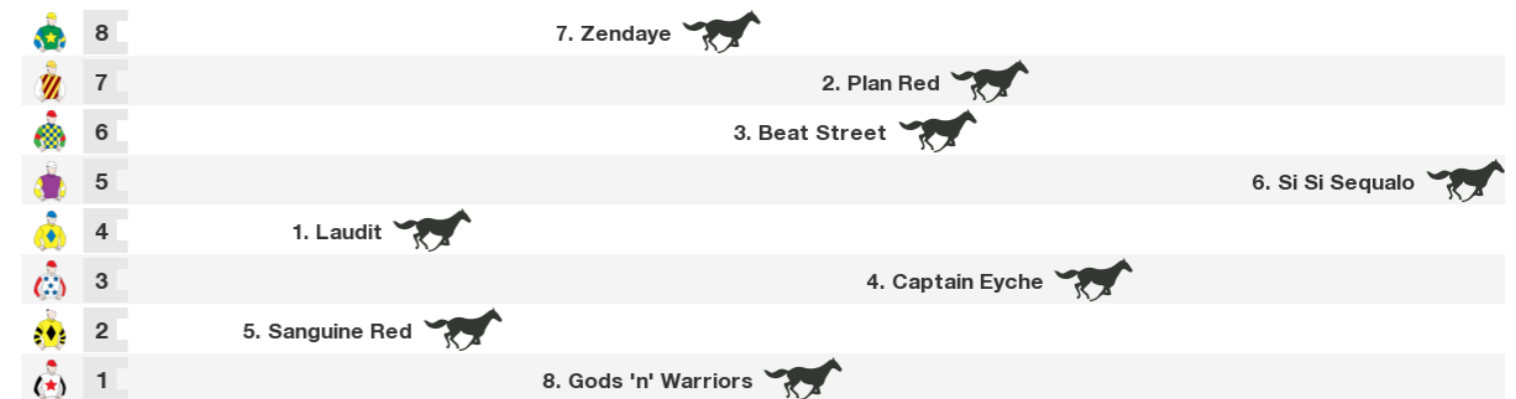 8 7. Zendaye
7 2. Plan Red
6 3. Beat Street
5 6. Si Si Sequalo
4 1. Laudit
3 4. Captain Eyche
2 5. Sanguine Red
1 8. Gods 'n' Warriors